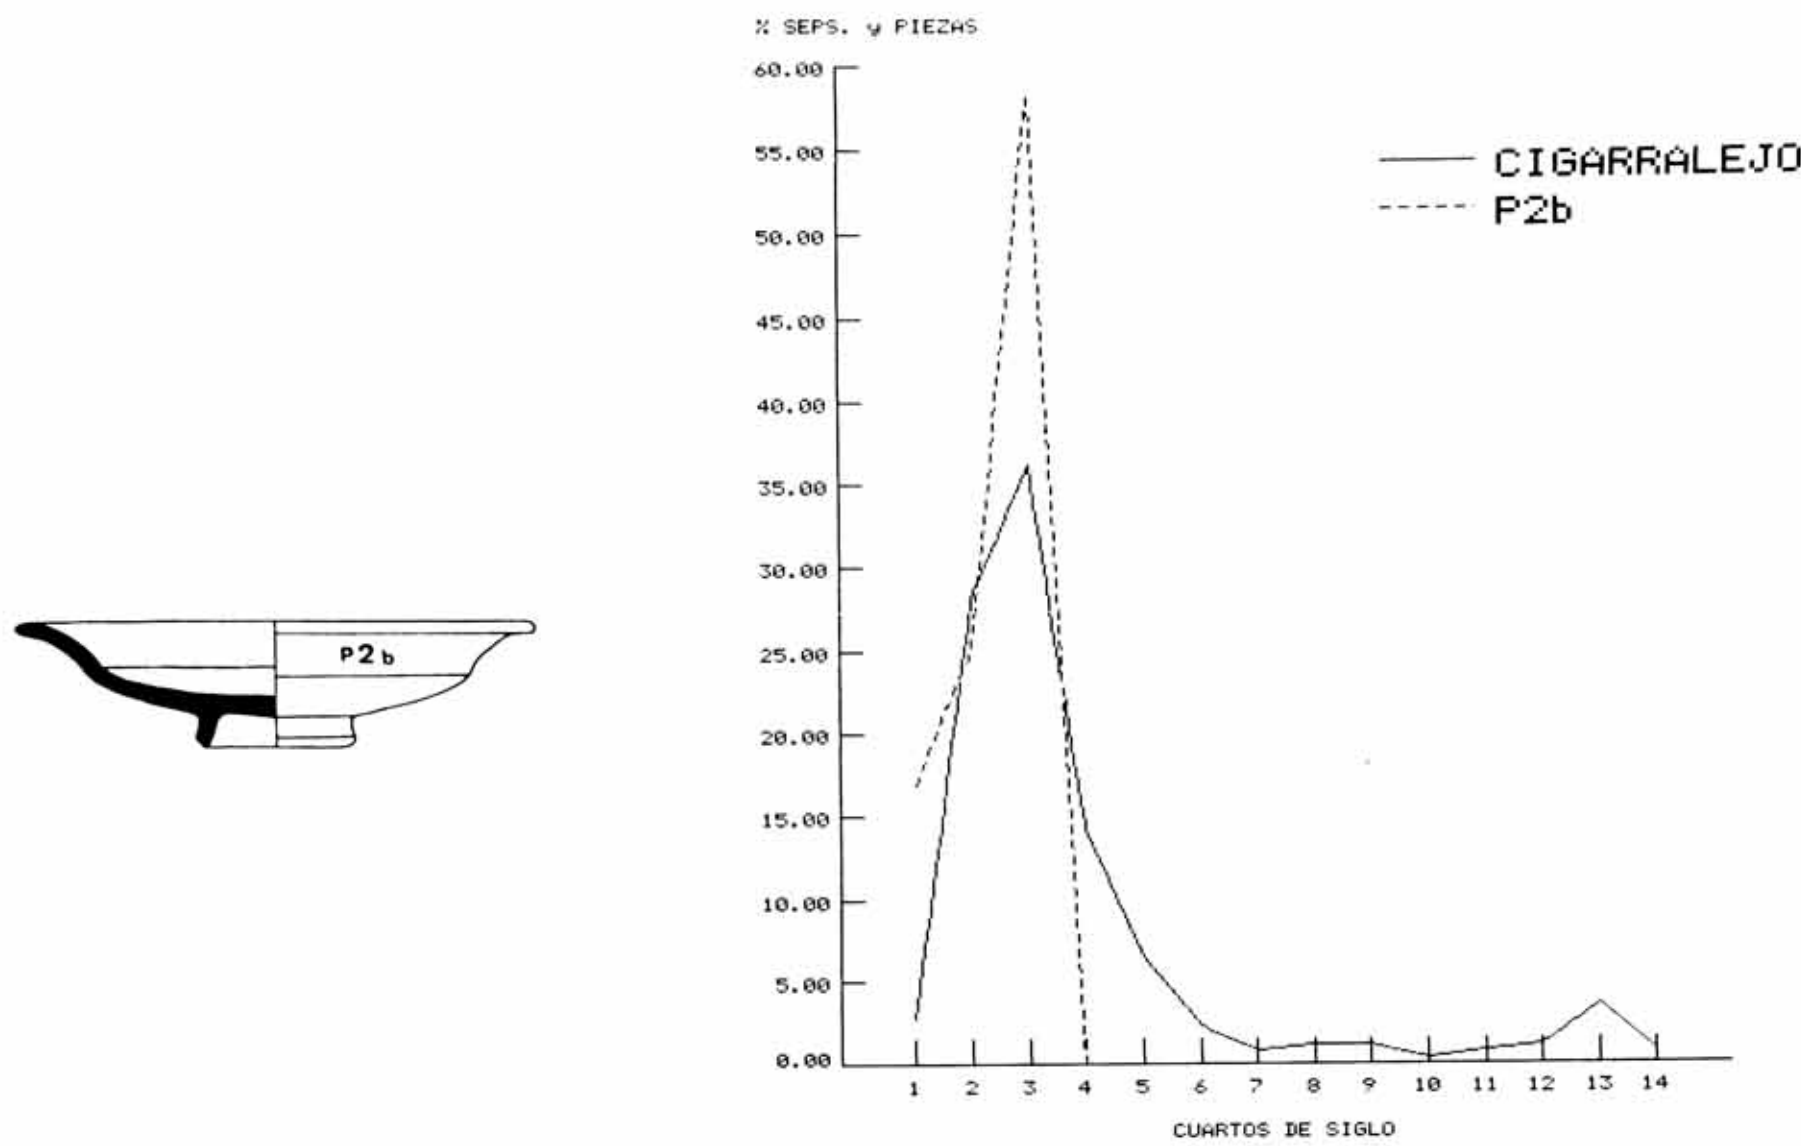 % SEPS. y PIEZAS
60.00
55.00
50.00
45.00
40.00
35.00
30.00
25.00
20.00
15.00
10.00
5.00
0.00
1 2 3 4 5 6 7 8 9 10 11 12 13 14
CUARTOS DE SIGLO
CIGARRALEJO
P2b
P2b